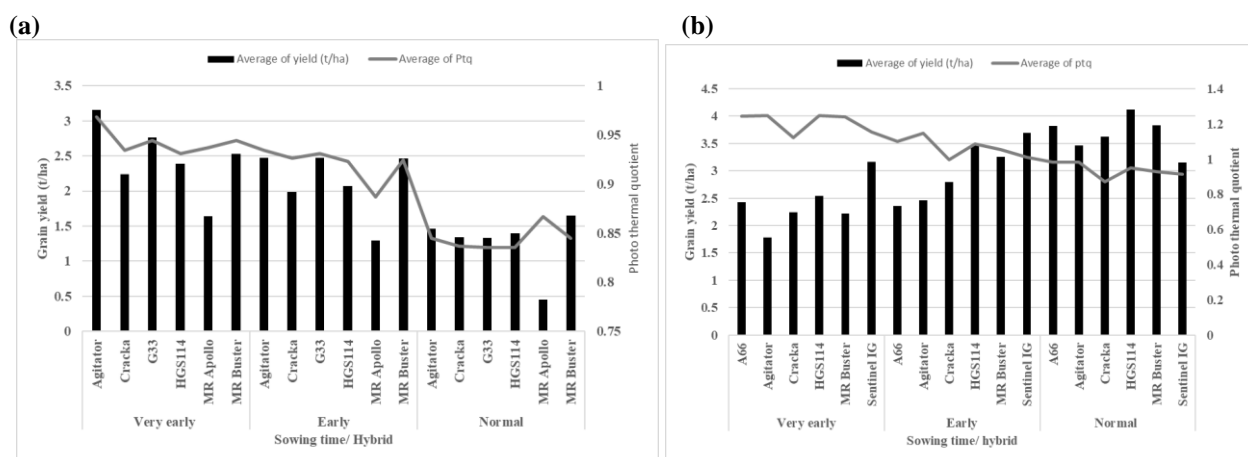 (a)
Average of yield (t/ha) Average of Ptq
3.5
3
2.5
2
1.5
1
0.5
0
Grain yield (t/ha)
1
0.95
0.9
0.85
0.8
0.75
Photo thermal quotient
Agitator Cracka G33 HGS114 MR Apollo MR Buster Agitator Cracka G33 HGS114 MR Apollo MR Buster Agitator Cracka G33 HGS114 MR Apollo MR Buster
Very early Early Normal
Sowing time/ Hybrid
(b)
Average of yield (t/ha) Average of ptq
4.5
4
3.5
3
2.5
2
1.5
1
0.5
0
Grain yield (t/ha)
1.4
1.2
1
0.8
0.6
0.4
0.2
0
Photo thermal quotient
A66 Agitator Cracka HGS114 MR Buster Sentinel IG A66 Agitator Cracka HGS114 MR Buster Sentinel IG A66 Agitator Cracka HGS114 MR Buster Sentinel IG
Very early Early Normal
Sowing time/ hybrid